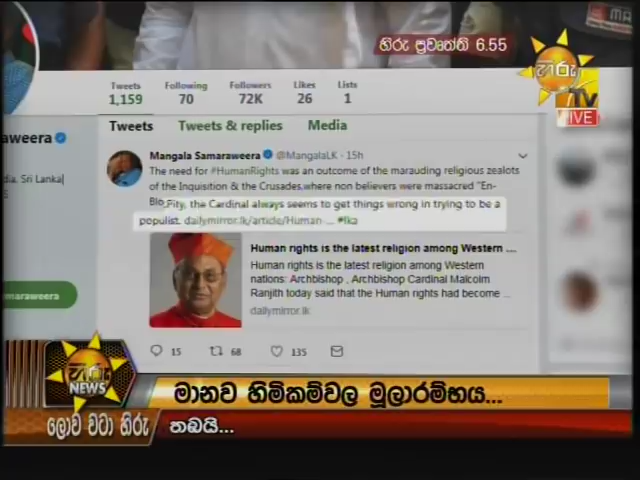 හිරු ප්‍රවෘත්ති 6.55
හිරු
TV
LIVE
Tweets Following Followers Likes Lists
1,159 70 72K 26 1
aweera
Tweets Tweets & replies Media
dia, Sri Lanka
Mangala Samaraweera @MangalaLK · 15h
The need for #HumanRights was an outcome of the marauding religious zealots
of the Inquisition & the Crusades,where non believers were massacred "En-
Blo
Pity, the Cardinal always seems to get things wrong in trying to be a
populist. dailymirror.lk/article/Human-... #lka
Human rights is the latest religion among Western ...
Human rights is the latest religion among Western
nations: Archbishop , Archbishop Cardinal Malcolm
Ranjith today said that the Human rights had become ...
dailymirror.lk
maraweera
15 68 135
හිරු
NEWS
මානව හිමිකම්වල මූලාරම්භය...
ලොව වටා හිරු
තබයි...